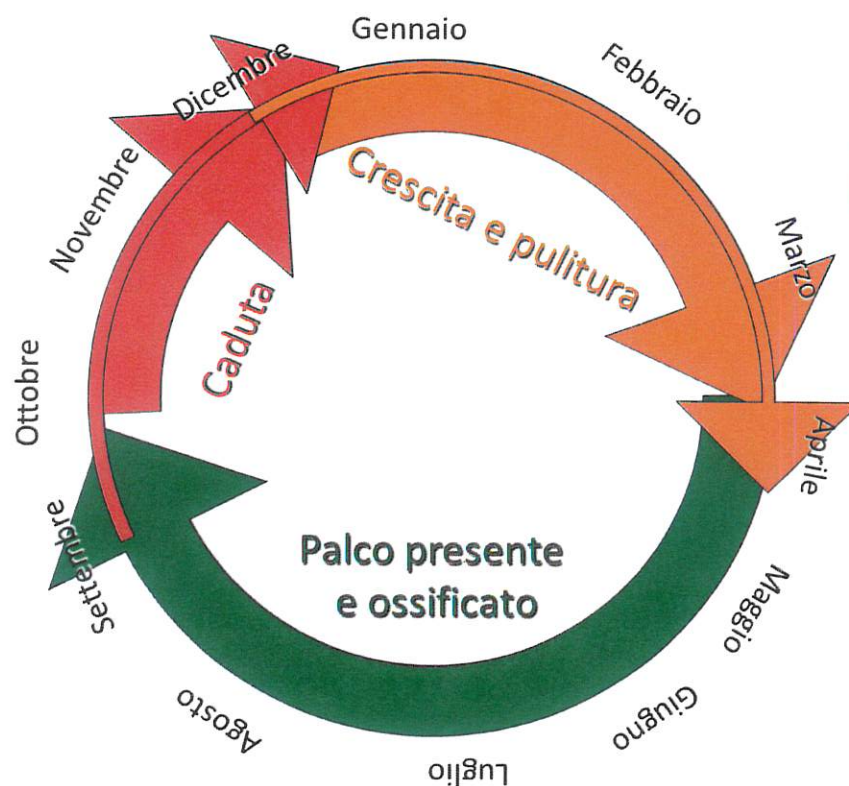 Gennaio
Febbraio
Marzo
Aprile
Maggio
Giugno
Luglio
Agosto
Settembre
Ottobre
Novembre
Dicembre
Crescita e pulitura
Caduta
Palco presente
e ossificato